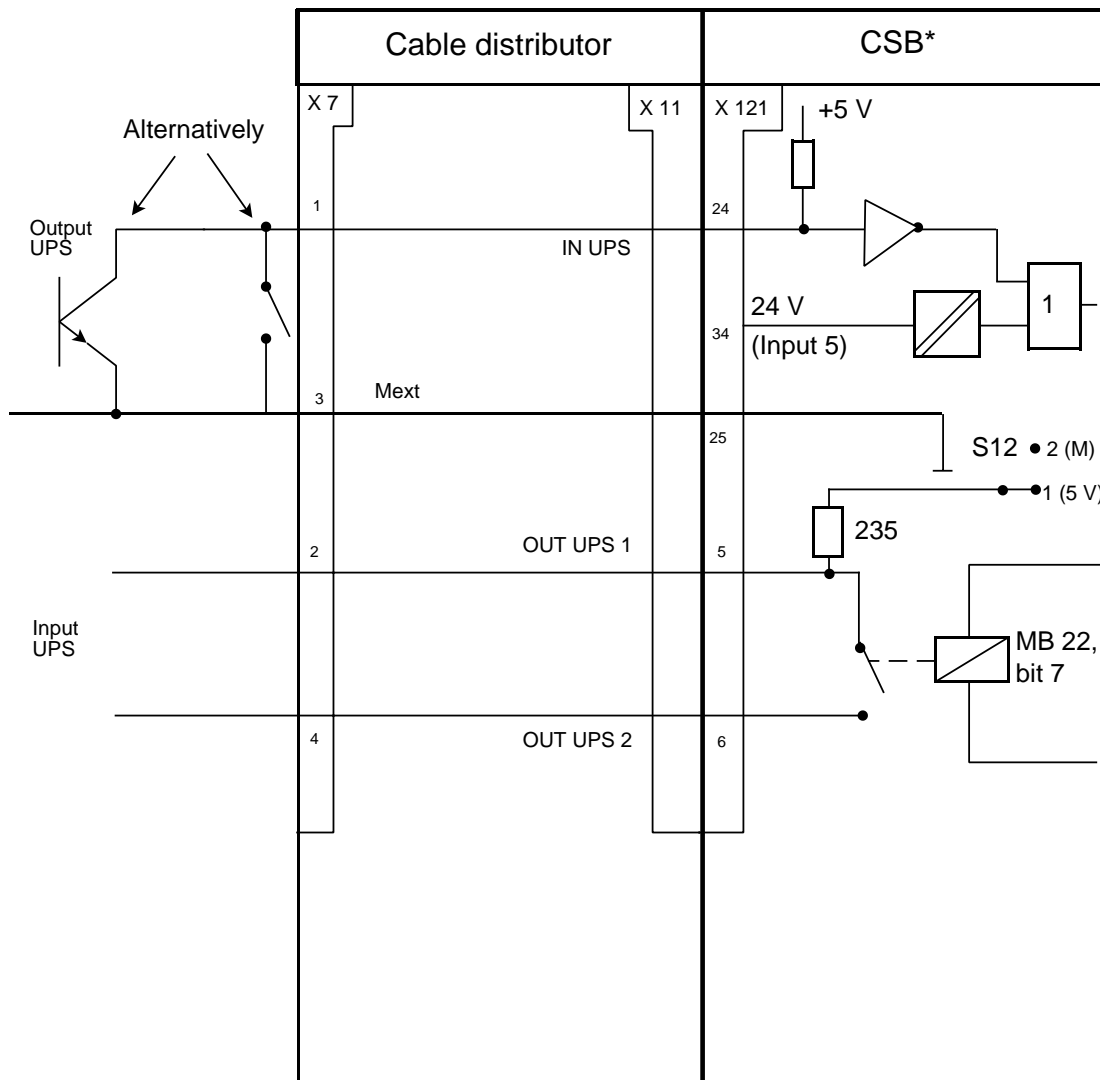 Cable distributor
CSB*
X 7
X 11
X 121
+5 V
Alternatively
1
24
Output
UPS
IN UPS
24 V
(Input 5)
34
1
3
Mext
25
S12
2 (M)
1 (5 V)
235
2
OUT UPS 1
5
Input
UPS
MB 22,
bit 7
4
OUT UPS 2
6